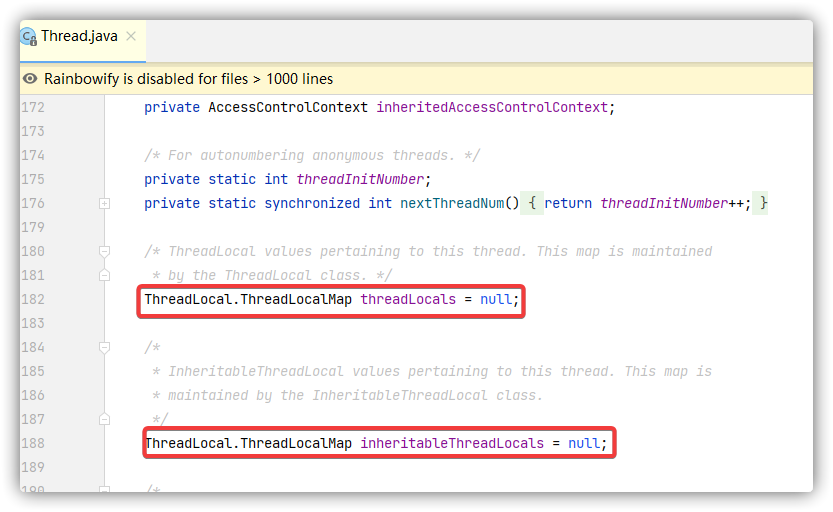 Thread.java
Rainbowify is disabled for files > 1000 lines
172 private AccessControlContext inheritedAccessControlContext;
173
174 /* For autonumbering anonymous threads. */
175 private static int threadInitNumber;
176 private static synchronized int nextThreadNum() { return threadInitNumber++; }
179
180 /* ThreadLocal values pertaining to this thread. This map is maintained
181 * by the ThreadLocal class. */
182 ThreadLocal.ThreadLocalMap threadLocals = null;
183
184 /*
185 * InheritableThreadLocal values pertaining to this thread. This map is
186 * maintained by the InheritableThreadLocal class.
187 */
188 ThreadLocal.ThreadLocalMap inheritableThreadLocals = null;
189
190 /*